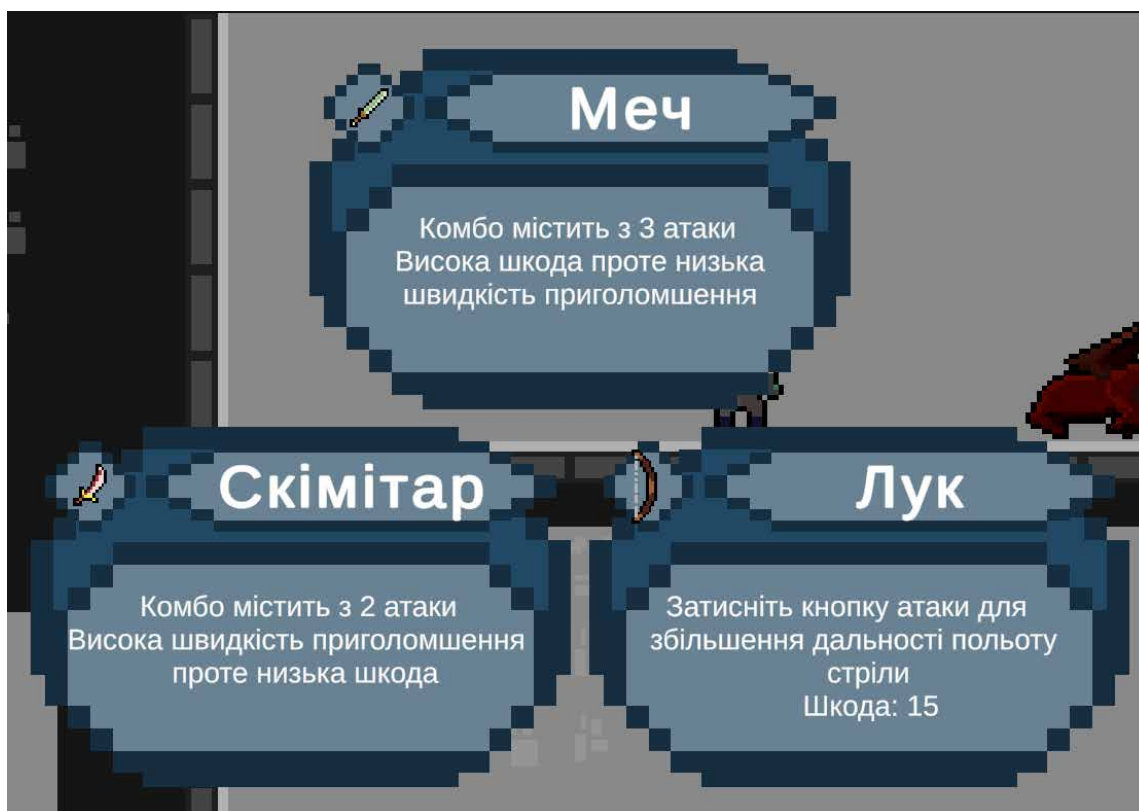 Меч
Комбо містить з 3 атаки
Висока шкода проте низька
швидкість приголомшення
Скімітар
Комбо містить з 2 атаки
Висока швидкість приголомшення
проте низька шкода
Лук
Затисніть кнопку атаки для
збільшення дальності польоту
стріли
Шкода: 15